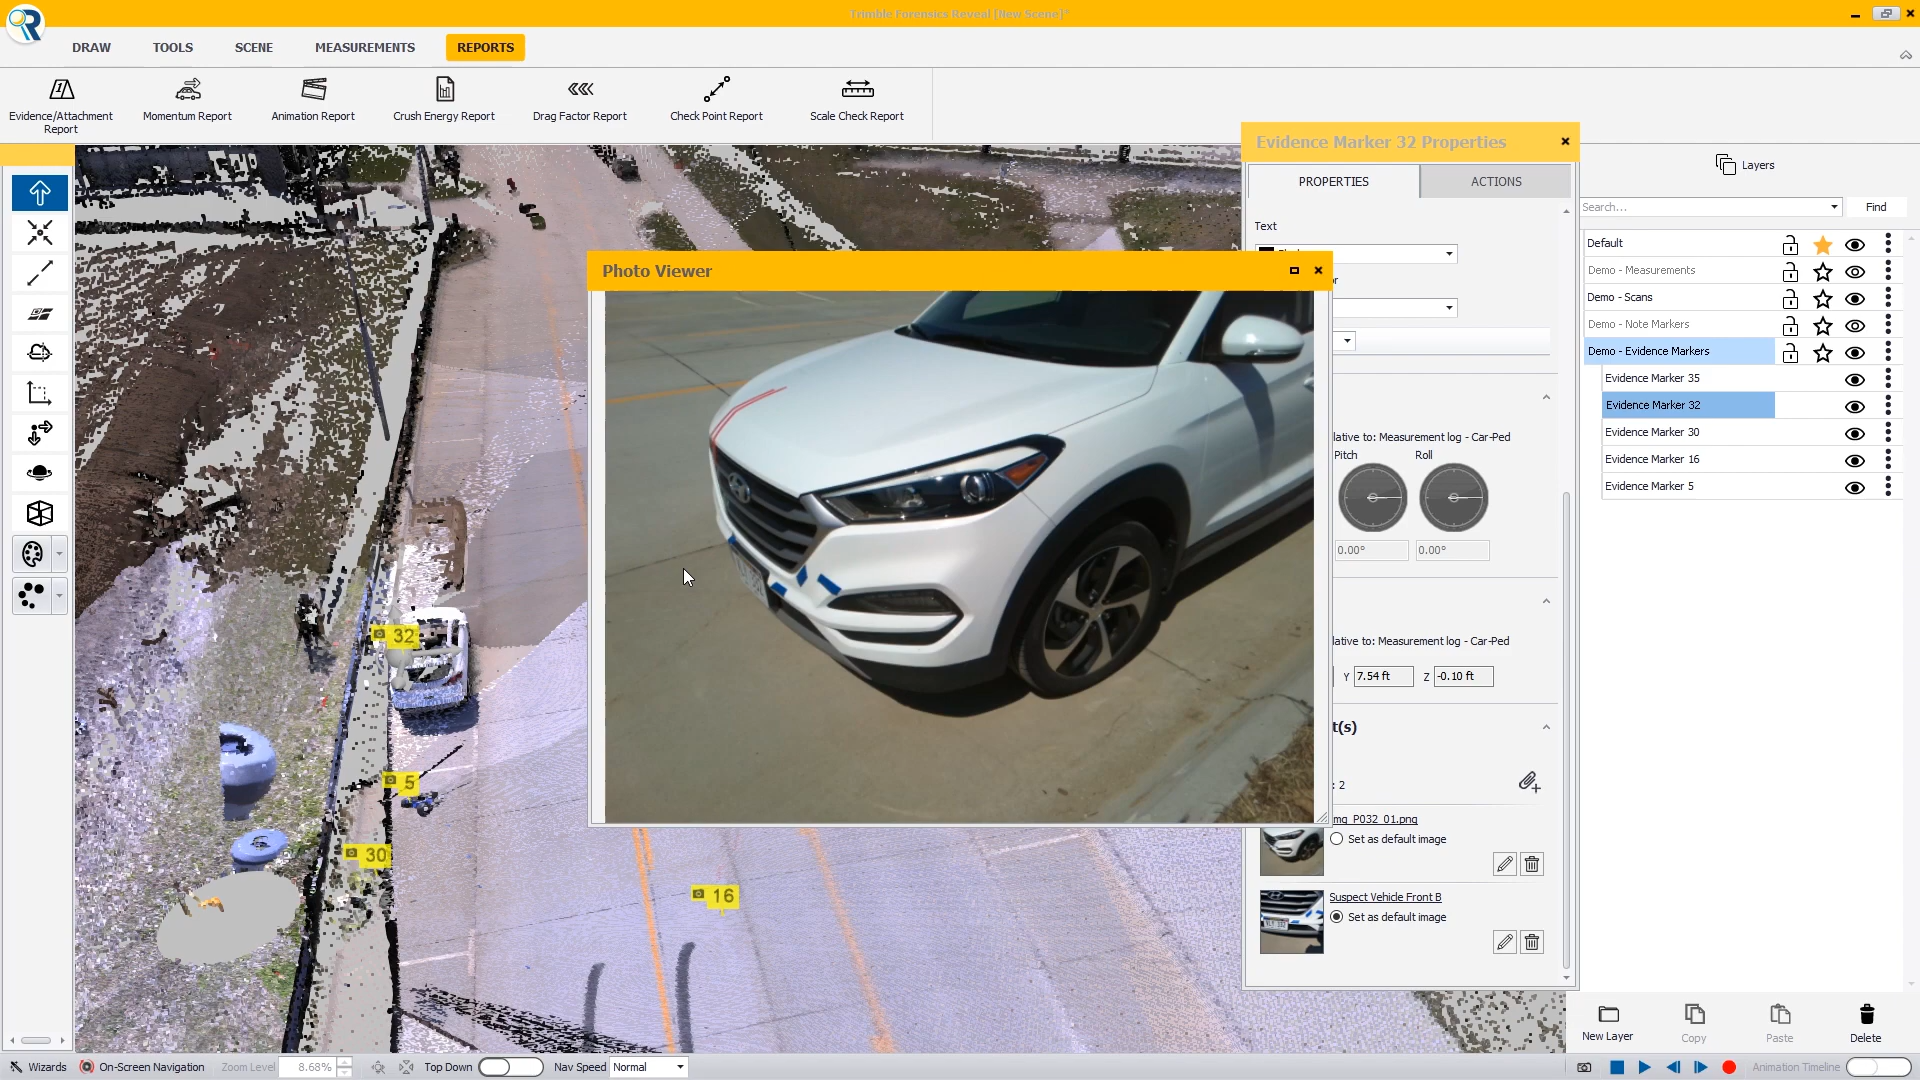 Trimble Forensics Reveal [New Scene]*
DRAW
TOOLS
SCENE
MEASUREMENTS
REPORTS
Evidence/Attachment
Report
Momentum Report
Animation Report
Crush Energy Report
Drag Factor Report
Check Point Report
Scale Check Report
Evidence Marker 32 Properties
PROPERTIES
ACTIONS
Text
Photo Viewer
lative to: Measurement log - Car-Ped
Pitch
Roll
0.00°
0.00°
lative to: Measurement log - Car-Ped
Y
7.54 ft
Z
-0.10 ft
t(s)
: 2
mg_P032_01.png
Set as default image
Suspect Vehicle Front B
Set as default image
32
5
30
16
Layers
Search...
Find
Default
Demo - Measurements
Demo - Scans
Demo - Note Markers
Demo - Evidence Markers
Evidence Marker 35
Evidence Marker 32
Evidence Marker 30
Evidence Marker 16
Evidence Marker 5
New Layer
Copy
Paste
Delete
Wizards
On-Screen Navigation
Zoom Level
8.68%
Top Down
Nav Speed
Normal
Animation Timeline